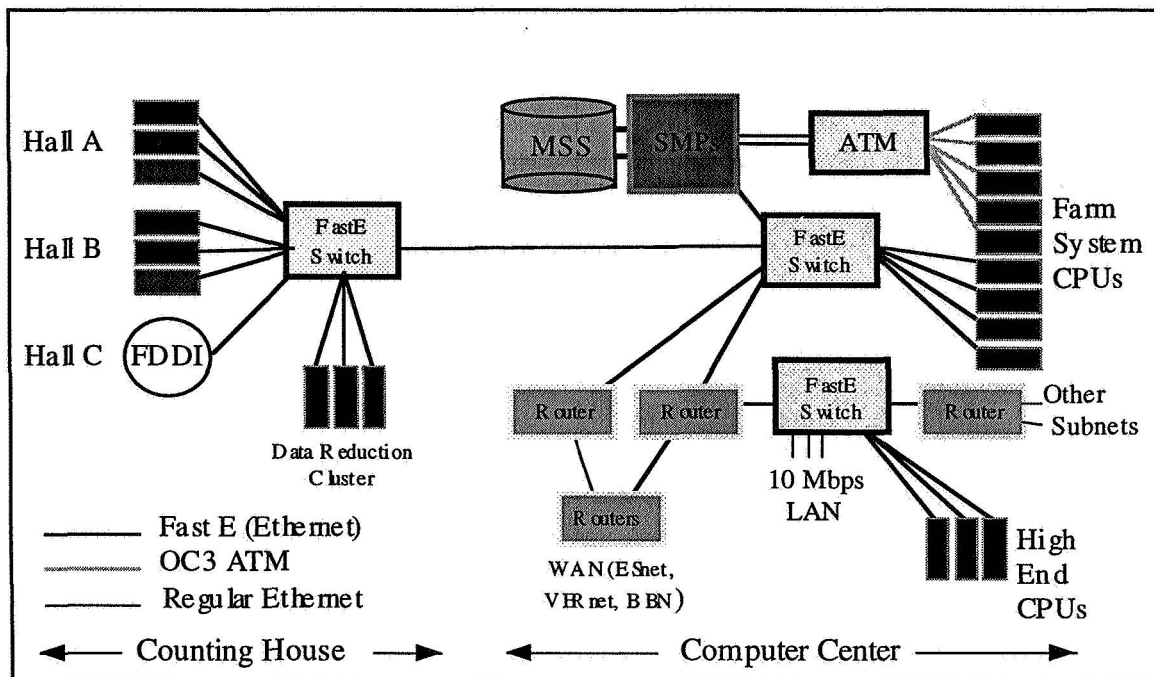 Hall A
Hall B
Hall C
FDDI
FastE
Switch
Data Reduction
Cluster
MSS
SMPs
ATM
FastE
Switch
Farm
System
CPUs
Router
Router
FastE
Switch
Router
Other
Subnets
10 Mbps
LAN
Routers
WAN (ESnet,
VERnet, BBN)
High
End
CPUs
Fast E (Ethernet)
OC3 ATM
Regular Ethernet
Counting House
Computer Center